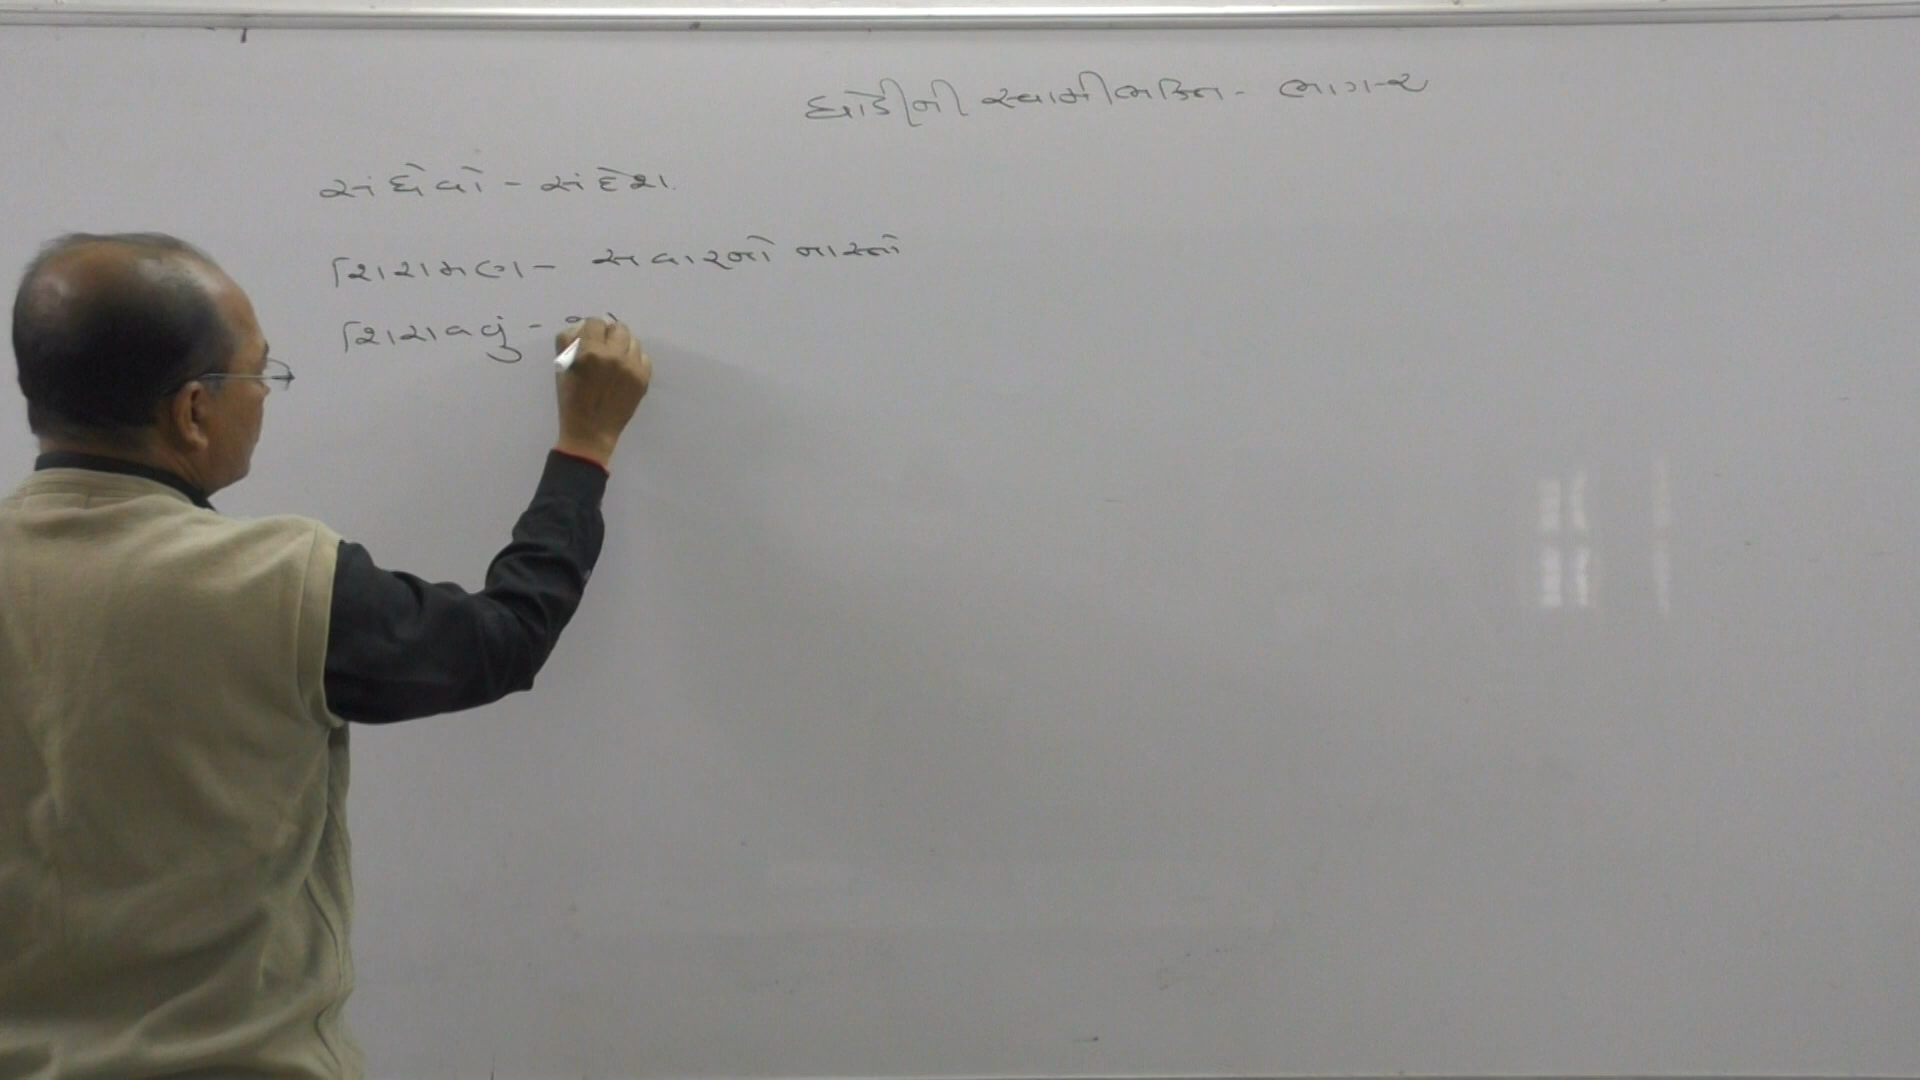 ઘોડીની સ્વામીભક્તિ - ભાગ-૨
સંદેવો - સંદેશ.
શિરામણ - સવારનો નાસ્તો
શિરાવવું -